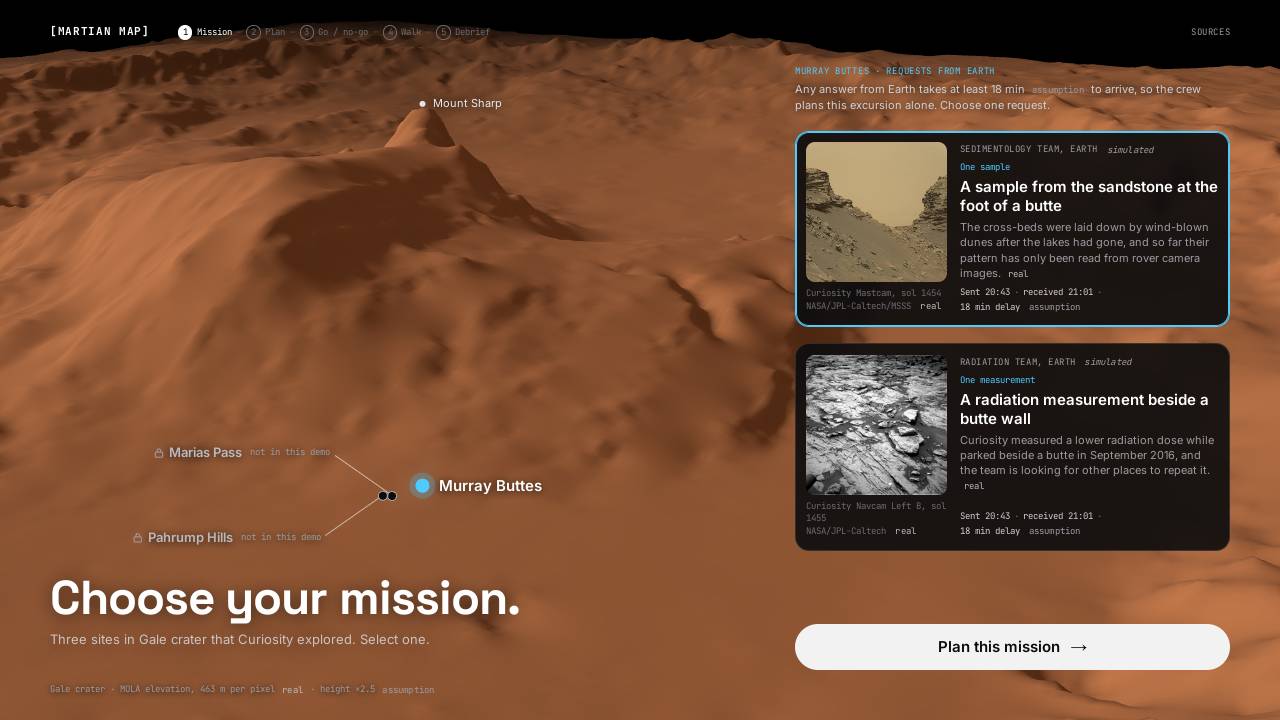 [MARTIAN MAP]
1 Mission 2 Plan 3 Go / no-go 4 Walk 5 Debrief
SOURCES
Mount Sharp
MURRAY BUTTES · REQUESTS FROM EARTH
Any answer from Earth takes at least 18 min assumption to arrive, so the crew
plans this excursion alone. Choose one request.
SEDIMENTOLOGY TEAM, EARTH simulated
One sample
A sample from the sandstone at the
foot of a butte
The cross-beds were laid down by wind-blown
dunes after the lakes had gone, and so far their
pattern has only been read from rover camera
images. real
Sent 20:43 · received 21:01 ·
18 min delay assumption
Curiosity Mastcam, sol 1454
NASA/JPL-Caltech/MSSS real
RADIATION TEAM, EARTH simulated
One measurement
A radiation measurement beside a
butte wall
Curiosity measured a lower radiation dose while
parked beside a butte in September 2016, and
the team is looking for other places to repeat it.
real
Sent 20:43 · received 21:01 ·
18 min delay assumption
Curiosity Navcam Left B, sol
1455
NASA/JPL-Caltech real
Marias Pass not in this demo
Murray Buttes
Pahrump Hills not in this demo
Choose your mission.
Three sites in Gale crater that Curiosity explored. Select one.
Plan this mission →
Gale crater · MOLA elevation, 463 m per pixel real · height ×2.5 assumption